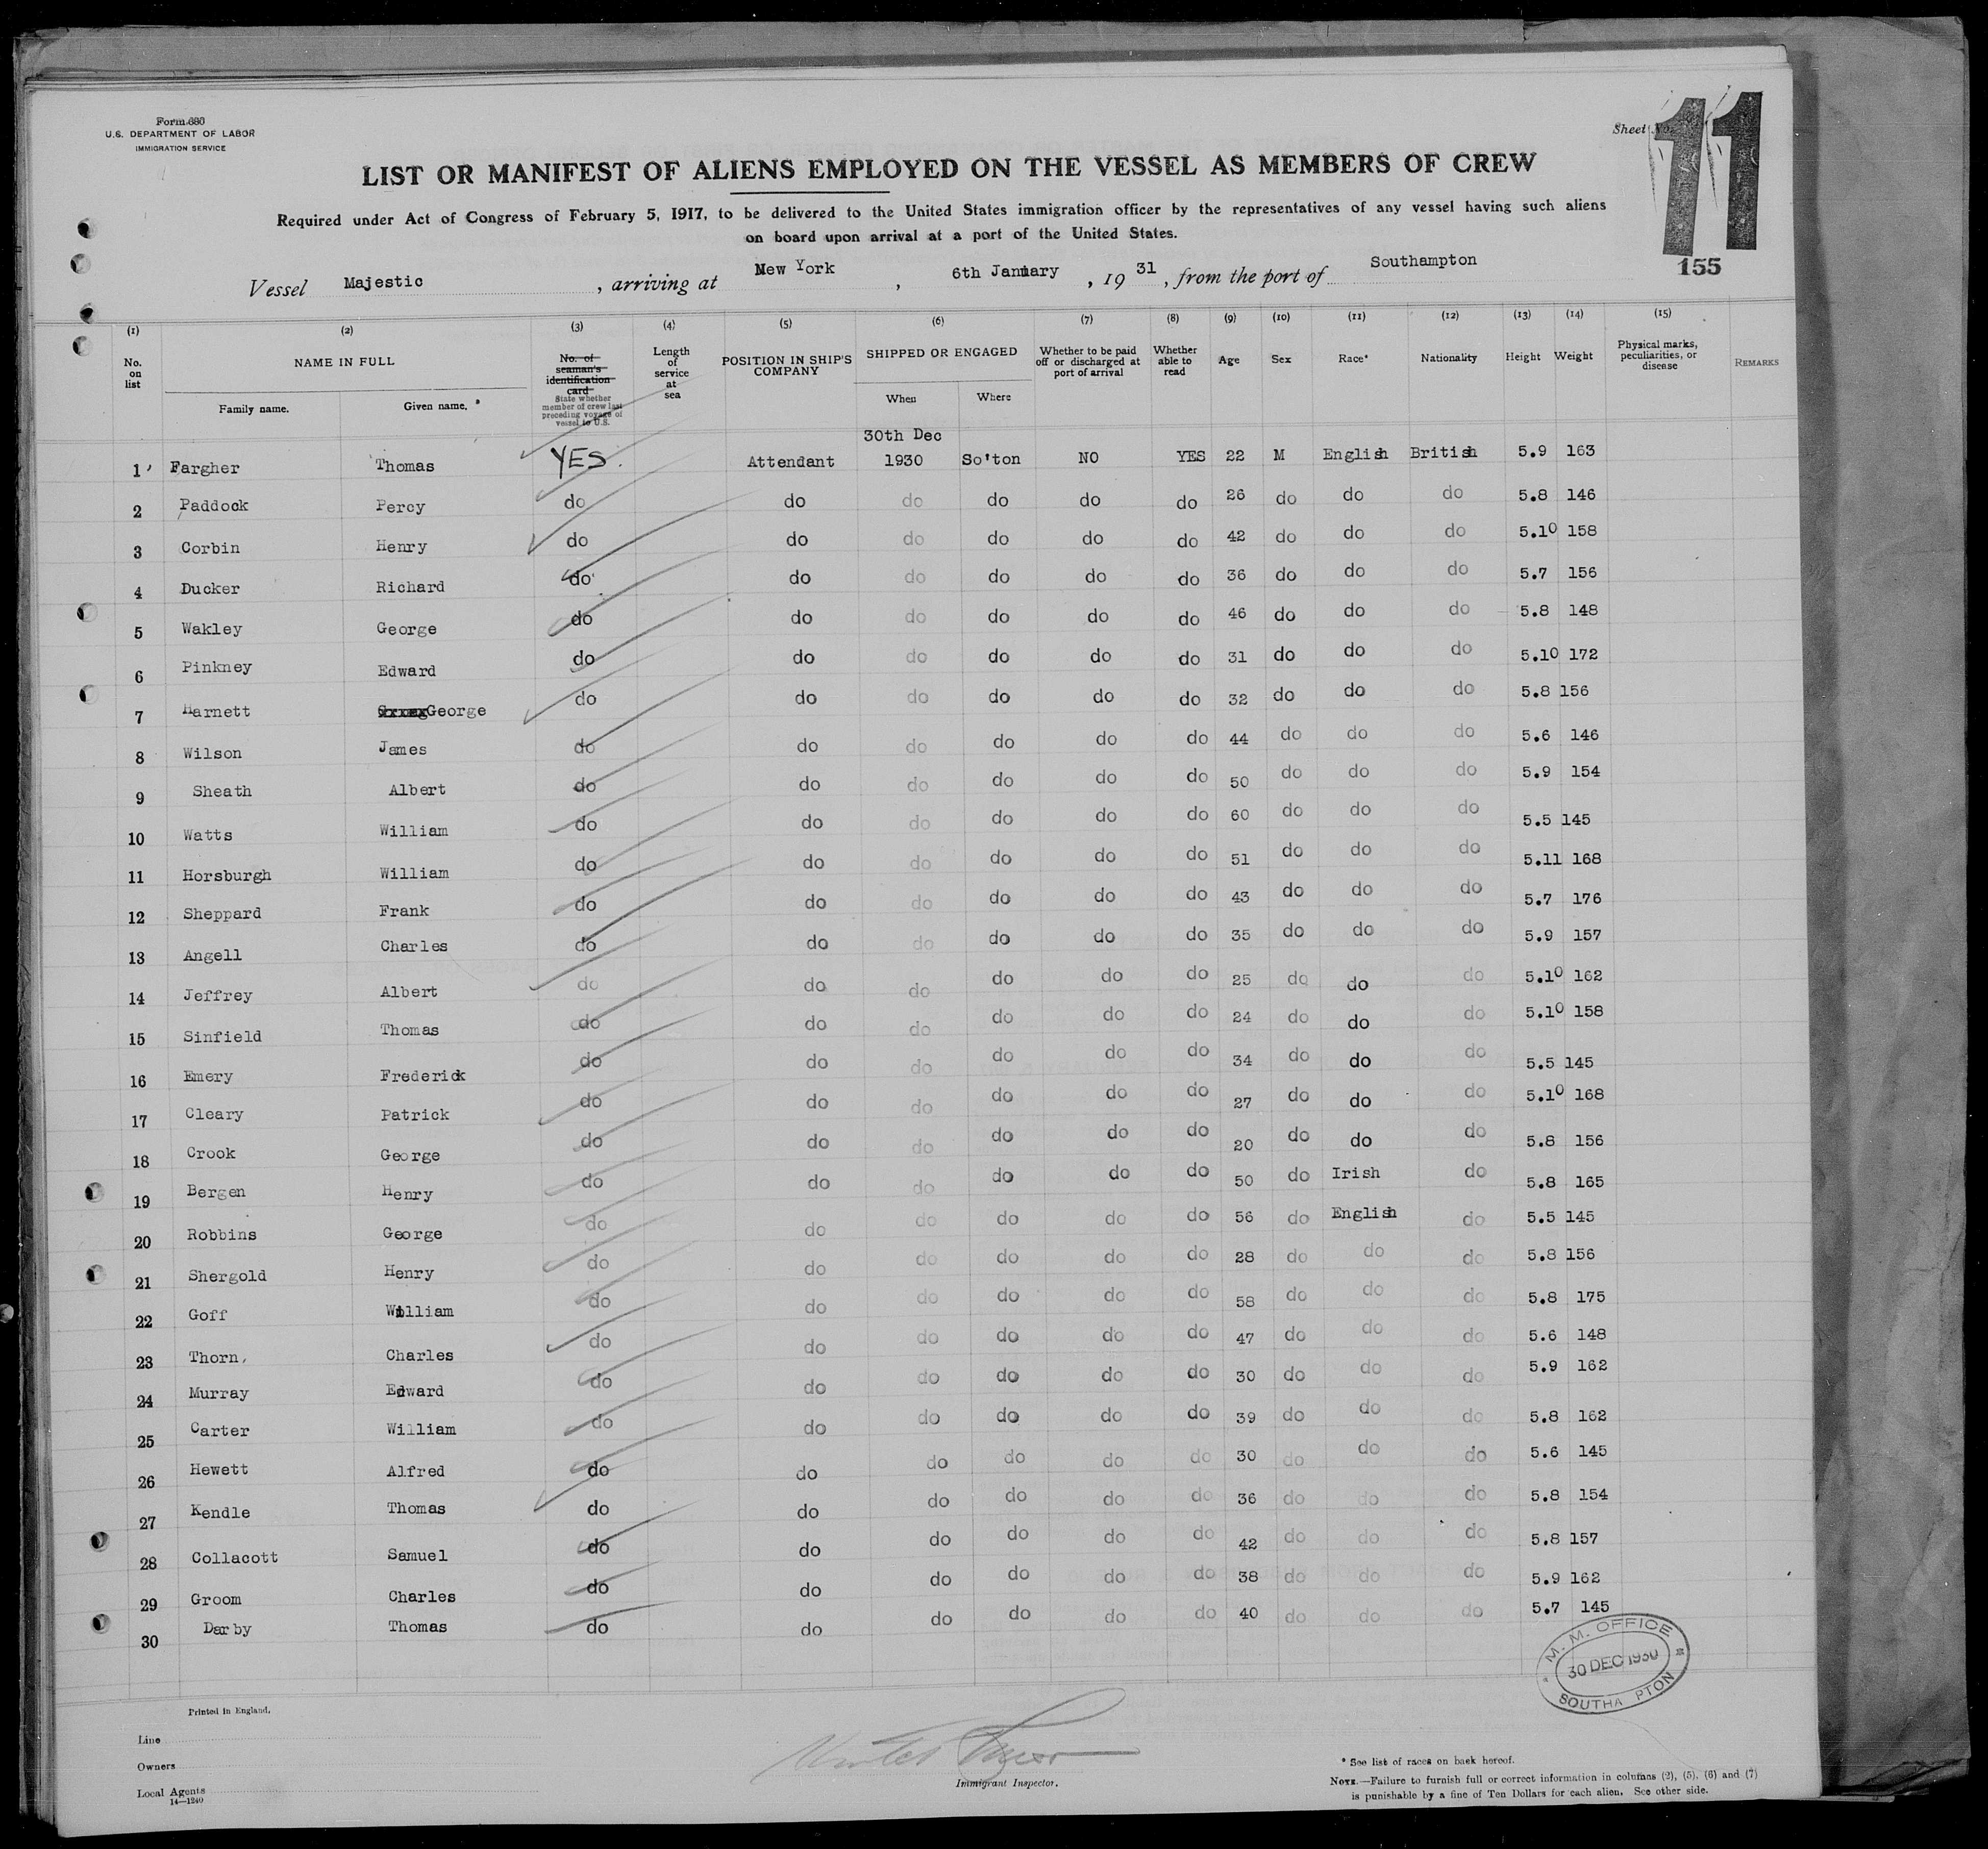 Form 680
U.S. DEPARTMENT OF LABOR
IMMIGRATION SERVICE
Sheet No.
11
155
LIST OR MANIFEST OF ALIENS EMPLOYED ON THE VESSEL AS MEMBERS OF CREW
Required under Act of Congress of February 5, 1917, to be delivered to the United States immigration officer by the representatives of any vessel having such aliens
on board upon arrival at a port of the United States.
Vessel Majestic, arriving at New York, 6th January, 1931, from the port of Southampton
(1) (2) (3) (4) (5) (6) (7) (8) (9) (10) (11) (12) (13) (14) (15)
No. on list NAME IN FULL Family name. Given name. No. of seaman's identification card State whether member of crew last preceding voyage of vessel to U.S. Length of service at sea POSITION IN SHIP'S COMPANY SHIPPED OR ENGAGED When Where Whether to be paid off or discharged at port of arrival Whether able to read Age Sex Race* Nationality Height Weight Physical marks, peculiarities, or disease REMARKS
30th Dec
1 Fargher Thomas YES. Attendant 1930 So'ton NO YES 22 M English British 5.9 163
2 Paddock Percy do do do do do do 26 do do do 5.8 146
3 Corbin Henry do do do do do do 42 do do do 5.10 158
4 Ducker Richard do do do do do do 36 do do do 5.7 156
5 Wakley George do do do do do do 46 do do do 5.8 148
6 Pinkney Edward do do do do do do 31 do do do 5.10 172
7 Harnett George do do do do do do 32 do do do 5.8 156
8 Wilson James do do do do do do 44 do do do 5.6 146
9 Sheath Albert do do do do do do 50 do do do 5.9 154
10 Watts William do do do do do do 60 do do do 5.5 145
11 Horsburgh William do do do do do do 51 do do do 5.11 168
12 Sheppard Frank do do do do do do 43 do do do 5.7 176
13 Angell Charles do do do do do do 35 do do do 5.9 157
14 Jeffrey Albert do do do do do do 25 do do do 5.10 162
15 Sinfield Thomas do do do do do do 24 do do do 5.10 158
16 Emery Frederick do do do do do do 34 do do do 5.5 145
17 Cleary Patrick do do do do do do 27 do do do 5.10 168
18 Crook George do do do do do do 20 do do do 5.8 156
19 Bergen Henry do do do do do do 50 do Irish do 5.8 165
20 Robbins George do do do do do do 56 do English do 5.5 145
21 Shergold Henry do do do do do do 28 do do do 5.8 156
22 Goff William do do do do do do 58 do do do 5.8 175
23 Thorn, Charles do do do do do do 47 do do do 5.6 148
24 Murray Edward do do do do do do 30 do do do 5.9 162
25 Carter William do do do do do do 39 do do do 5.8 162
26 Hewett Alfred do do do do do do 30 do do do 5.6 145
27 Kendle Thomas do do do do do do 36 do do do 5.8 154
28 Collacott Samuel do do do do do do 42 do do do 5.8 157
29 Groom Charles do do do do do do 38 do do do 5.9 162
30 Darby Thomas do do do do do do 40 do do do 5.7 145
M. M. OFFICE
30 DEC 1930
SOUTHA PTON
Printed in England.
Line
Owners
Local Agents
14—1240
Immigrant Inspector.
* See list of races on back hereof.
NOTE.—Failure to furnish full or correct information in columns (2), (5), (6) and (7)
is punishable by a fine of Ten Dollars for each alien. See other side.